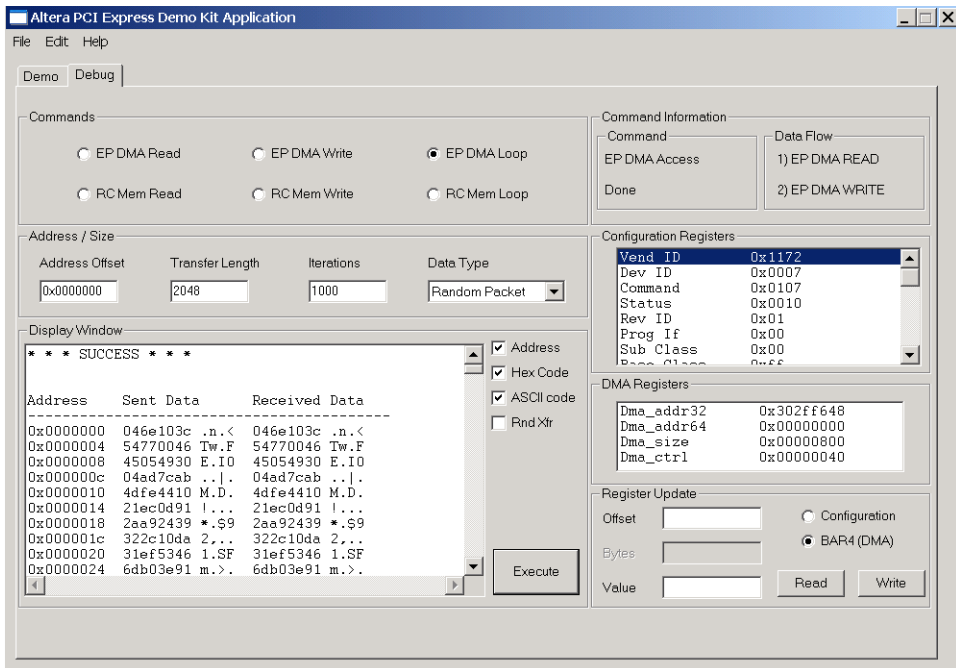 Altera PCI Express Demo Kit Application
File Edit Help
Demo Debug
Commands
EP DMA Read EP DMA Write EP DMA Loop
RC Mem Read RC Mem Write RC Mem Loop
Command Information
Command
EP DMA Access
Done
Data Flow
1) EP DMA READ
2) EP DMA WRITE
Address / Size
Address Offset Transfer Length Iterations Data Type
0x0000000 2048 1000 Random Packet
Configuration Registers
Vend ID 0x1172
Dev ID 0x0007
Command 0x0107
Status 0x0010
Rev ID 0x01
Prog If 0x00
Sub Class 0x00
Base Class 0xff
Display Window
* * * SUCCESS * * *
Address Sent Data Received Data
----------------------------------------
0x0000000 046e103c .n.< 046e103c .n.<
0x0000004 54770046 Tw.F 54770046 Tw.F
0x0000008 45054930 E.I0 45054930 E.I0
0x000000c 04ad7cab ..|. 04ad7cab ..|.
0x0000010 4dfe4410 M.D. 4dfe4410 M.D.
0x0000014 21ec0d91 !... 21ec0d91 !...
0x0000018 2aa92439 *.$9 2aa92439 *.$9
0x000001c 322c10da 2,.. 322c10da 2,..
0x0000020 31ef5346 1.SF 31ef5346 1.SF
0x0000024 6db03e91 m.>. 6db03e91 m.>.
Address
Hex Code
ASCII code
Rnd Xfr
Execute
DMA Registers
Dma_addr32 0x302ff648
Dma_addr64 0x00000000
Dma_size 0x00000800
Dma_ctrl 0x00000040
Register Update
Offset Configuration
Bytes BAR4 (DMA)
Value Read Write